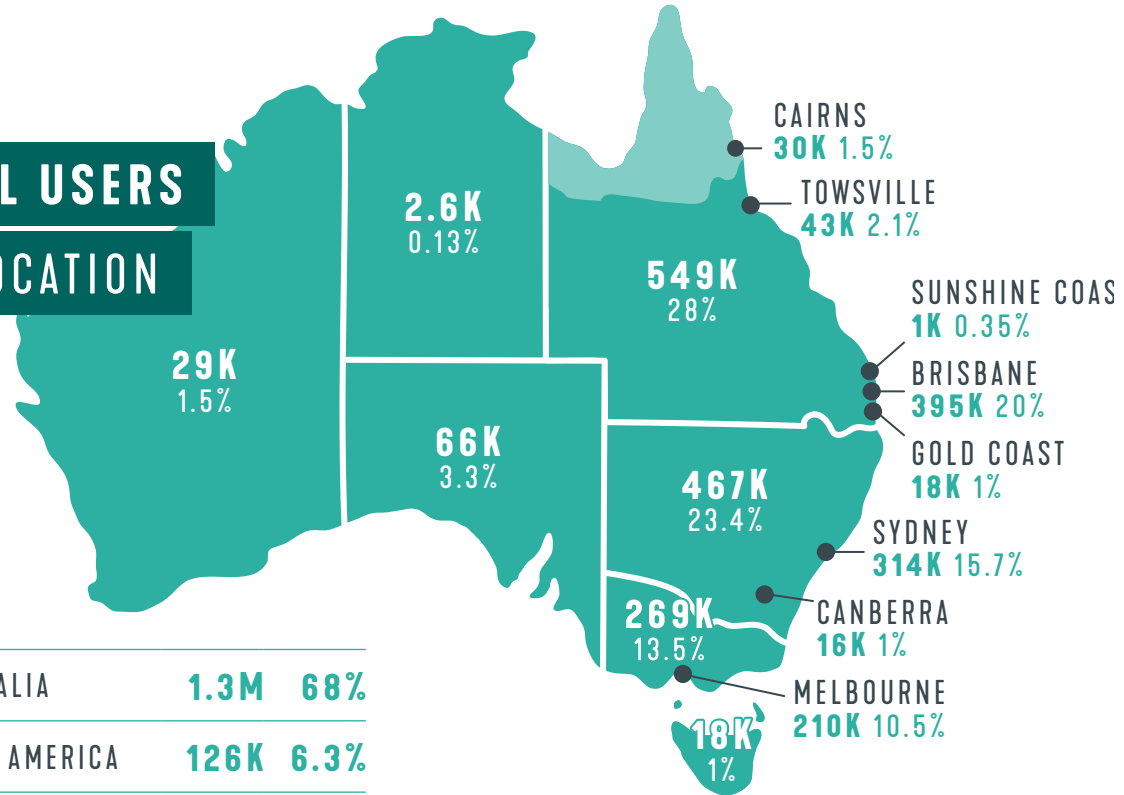 L USERS
OCATION
CAIRNS
30K 1.5%
TOWSVILLE
43K 2.1%
2.6K
0.13%
549K
28%
SUNSHINE COAS
1K 0.35%
29K
1.5%
BRISBANE
395K 20%
66K
3.3%
GOLD COAST
18K 1%
467K
23.4%
SYDNEY
314K 15.7%
269K
13.5%
CANBERRA
16K 1%
MELBOURNE
210K 10.5%
18K
1%
ALIA 1.3M 68%
AMERICA 126K 6.3%